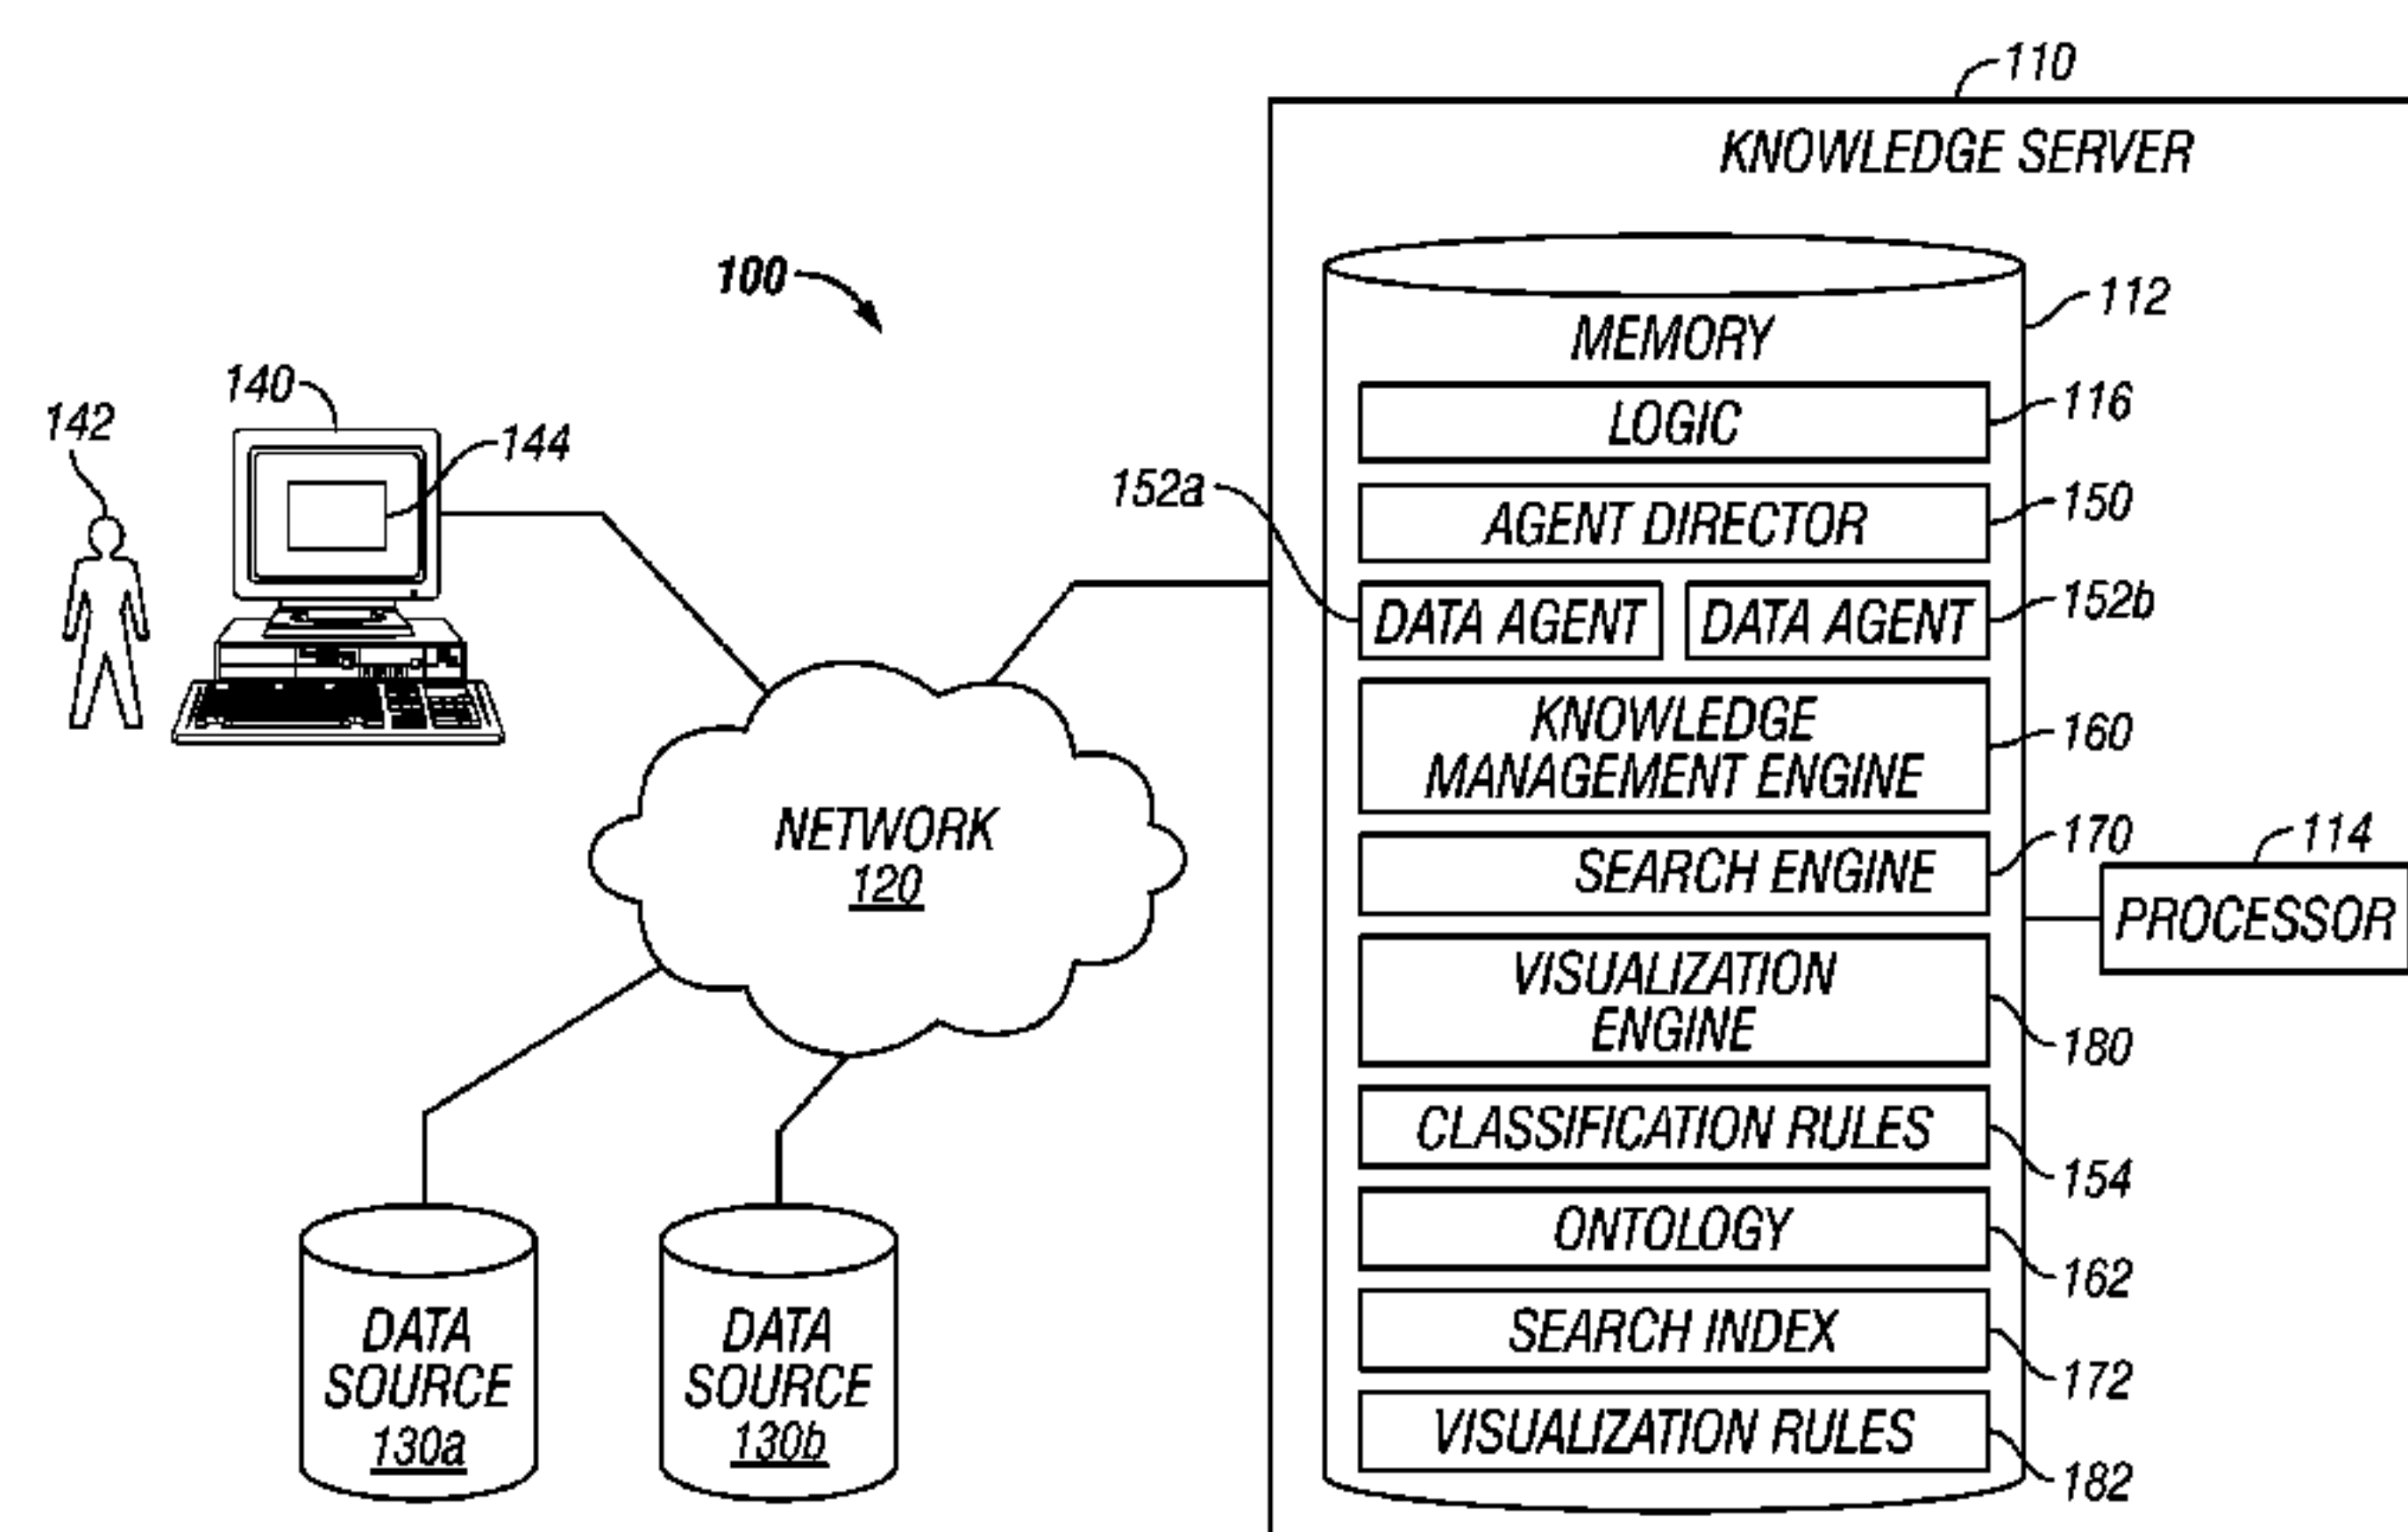 110
KNOWLEDGE SERVER
100
112
MEMORY
140
144
142
LOGIC
116
152a
AGENT DIRECTOR
150
DATA AGENT
DATA AGENT
152b
KNOWLEDGE
MANAGEMENT ENGINE
160
NETWORK
120
SEARCH ENGINE
170
114
PROCESSOR
VISUALIZATION
ENGINE
180
CLASSIFICATION RULES
154
ONTOLOGY
162
DATA
SOURCE
130a
DATA
SOURCE
130b
SEARCH INDEX
172
VISUALIZATION RULES
182